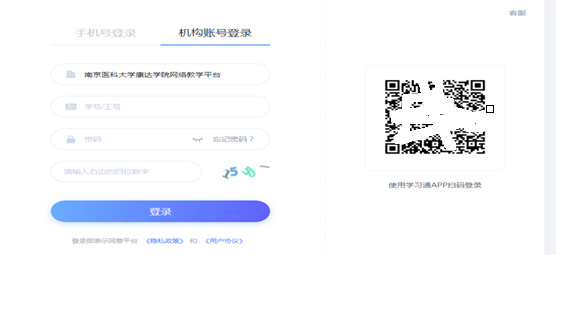 客服
手机号登录 机构账号登录
南京医科大学康达学院网络教学平台
学号/工号
密码 忘记密码？
请输入右边的四位数字
登录
登录即表示同意平台 《隐私政策》 和 《用户协议》
使用学习通APP扫码登录